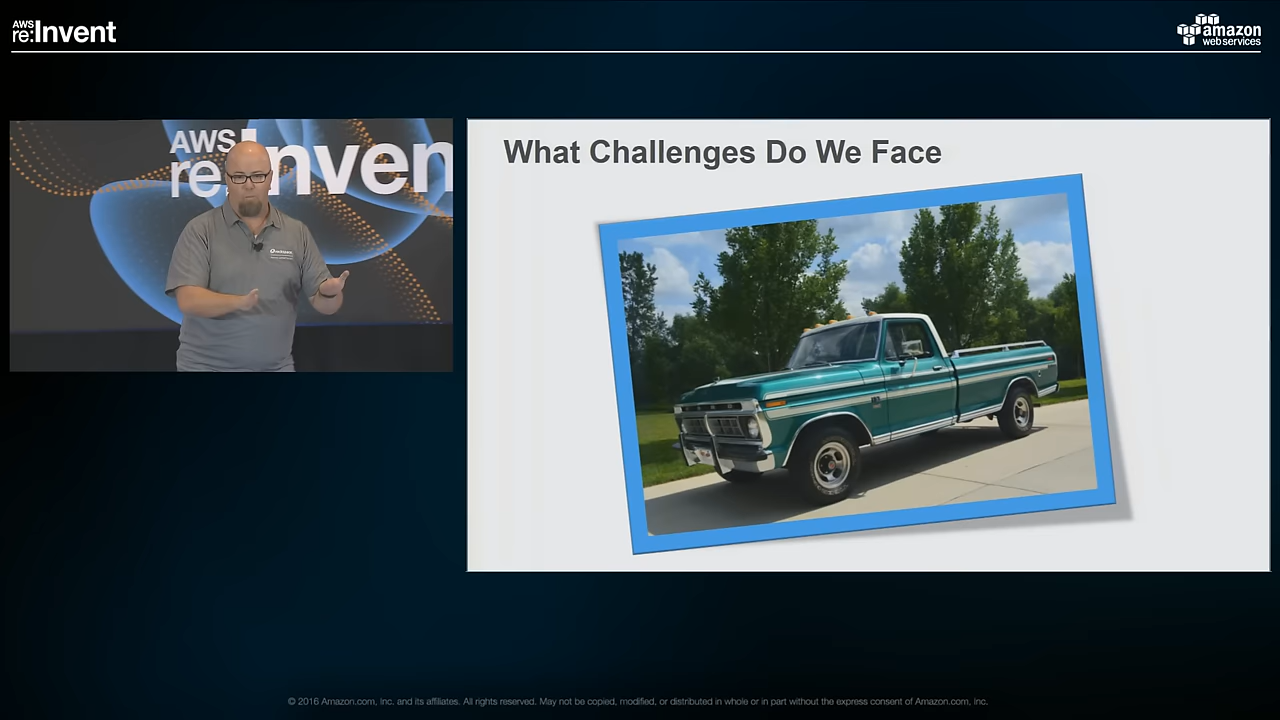 AWS
re:Invent
amazon
web services
AWS
re:Inven
What Challenges Do We Face
FORD
© 2016 Amazon.com, Inc. and its affiliates. All rights reserved. May not be copied, modified, or distributed in whole or in part without the express consent of Amazon.com, Inc.